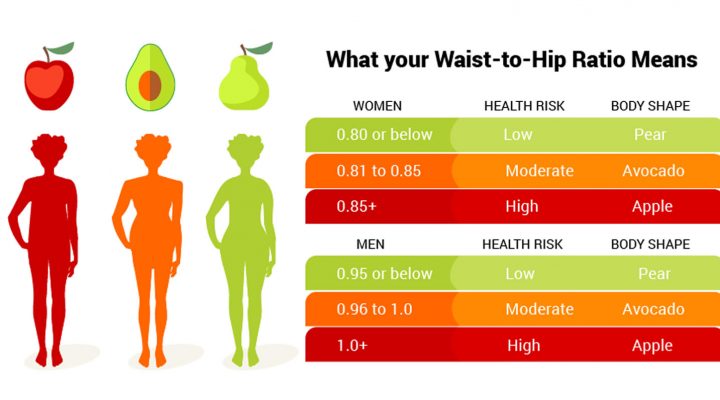 What your Waist-to-Hip Ratio Means
WOMEN HEALTH RISK BODY SHAPE
0.80 or below Low Pear
0.81 to 0.85 Moderate Avocado
0.85+ High Apple
MEN HEALTH RISK BODY SHAPE
0.95 or below Low Pear
0.96 to 1.0 Moderate Avocado
1.0+ High Apple